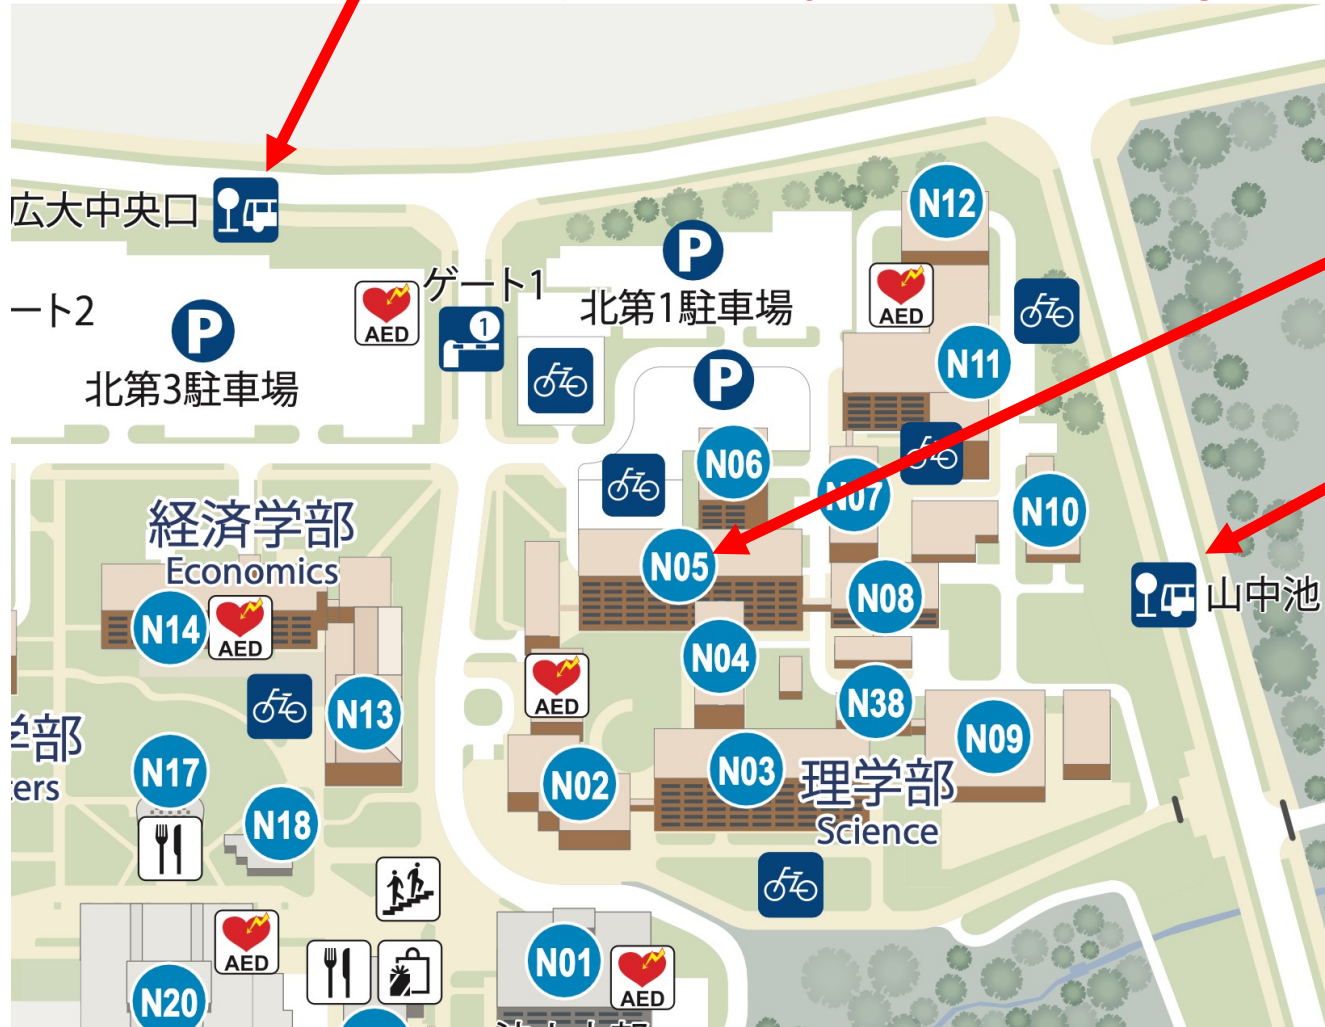 N12
広大中央口
P
ゲート1
AED
ート2
P
AED
1
北第1駐車場
北第3駐車場
N11
P
N06
N07
N10
経済学部
Economics
N05
N08
山中池
N14
AED
N04
AED
N38
N13
N09
学部
ers
N17
N03
N02
理学部
Science
N18
AED
N01
AED
N20